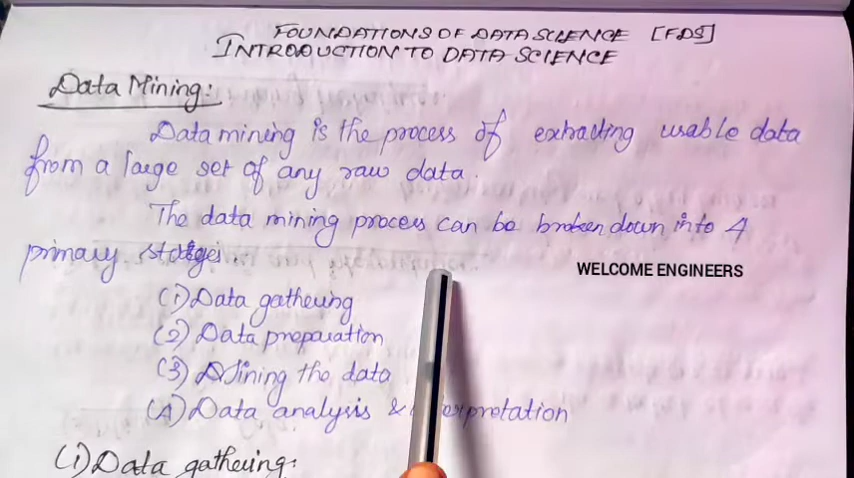 FOUNDATIONS OF DATA SCIENCE [FDS]
INTRODUCTION TO DATA SCIENCE
Data Mining:
Data mining is the process of extracting usable data
from a large set of any raw data.
The data mining process can be broken down into 4
primary stages.
WELCOME ENGINEERS
(1) Data gathering
(2) Data preparation
(3) Mining the data
(4) Data analysis & erpretation
(1) Data gathering: